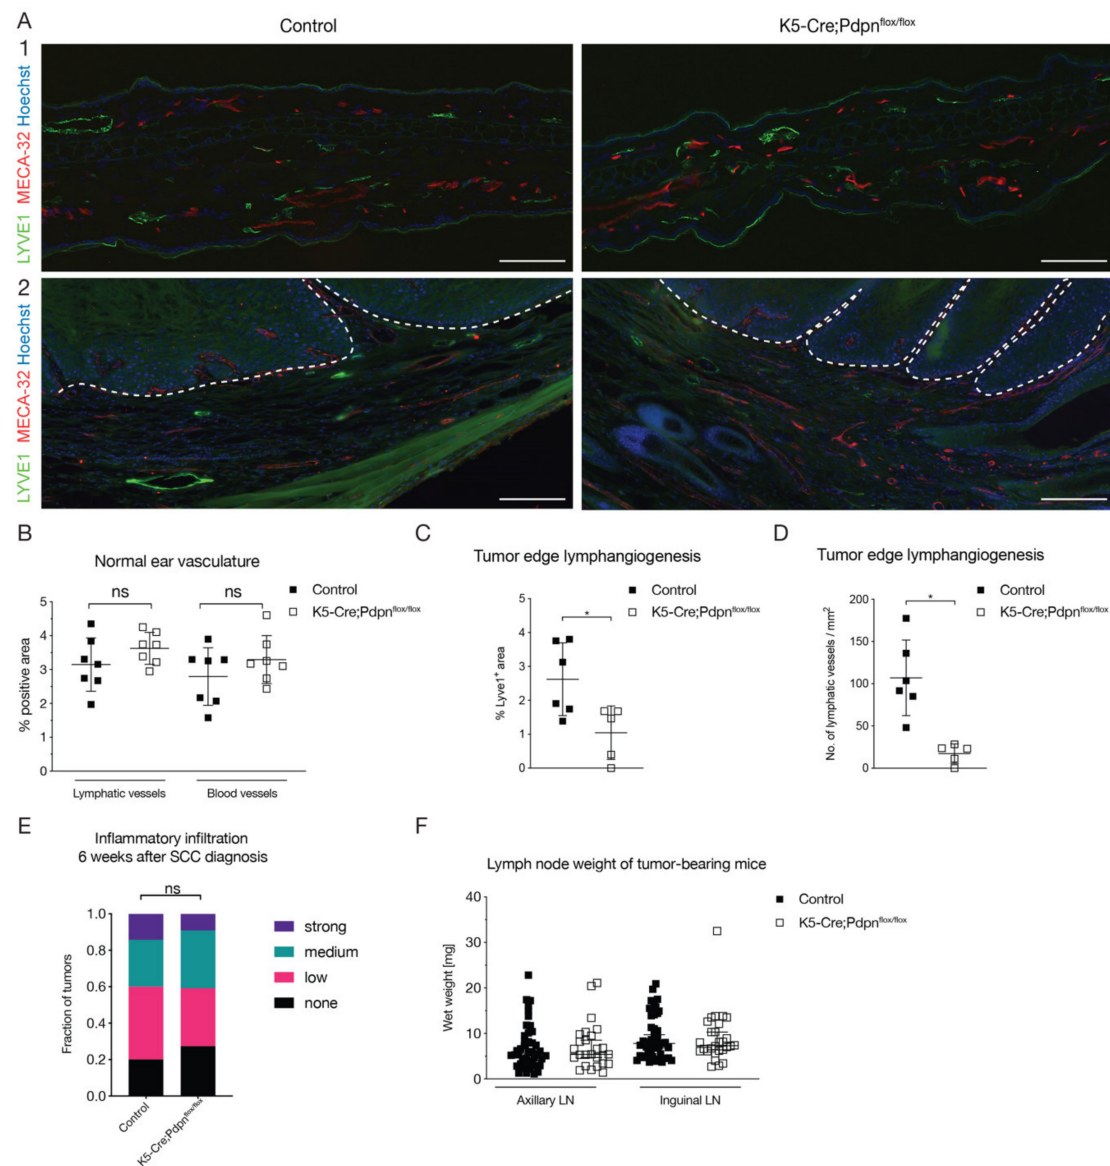 A
Control
K5-Cre;Pdpnflox/flox
1
LYVE1 MECA-32 Hoechst
2
LYVE1 MECA-32 Hoechst
B
Normal ear vasculature
Control
K5-Cre;Pdpnflox/flox
ns
ns
5
4
3
2
1
0
% positive area
Lymphatic vessels
Blood vessels
C
Tumor edge lymphangiogenesis
Control
K5-Cre;Pdpnflox/flox
*
5
4
3
2
1
0
% Lyve1+ area
D
Tumor edge lymphangiogenesis
Control
K5-Cre;Pdpnflox/flox
*
200
150
100
50
0
No. of lymphatic vessels / mm2
E
Inflammatory infiltration
6 weeks after SCC diagnosis
ns
1.0
0.8
0.6
0.4
0.2
0.0
Fraction of tumors
strong
medium
low
none
Control
K5-Cre;Pdpnflox/flox
F
Lymph node weight of tumor-bearing mice
Control
K5-Cre;Pdpnflox/flox
40
30
20
10
0
Wet weight [mg]
Axillary LN
Inguinal LN